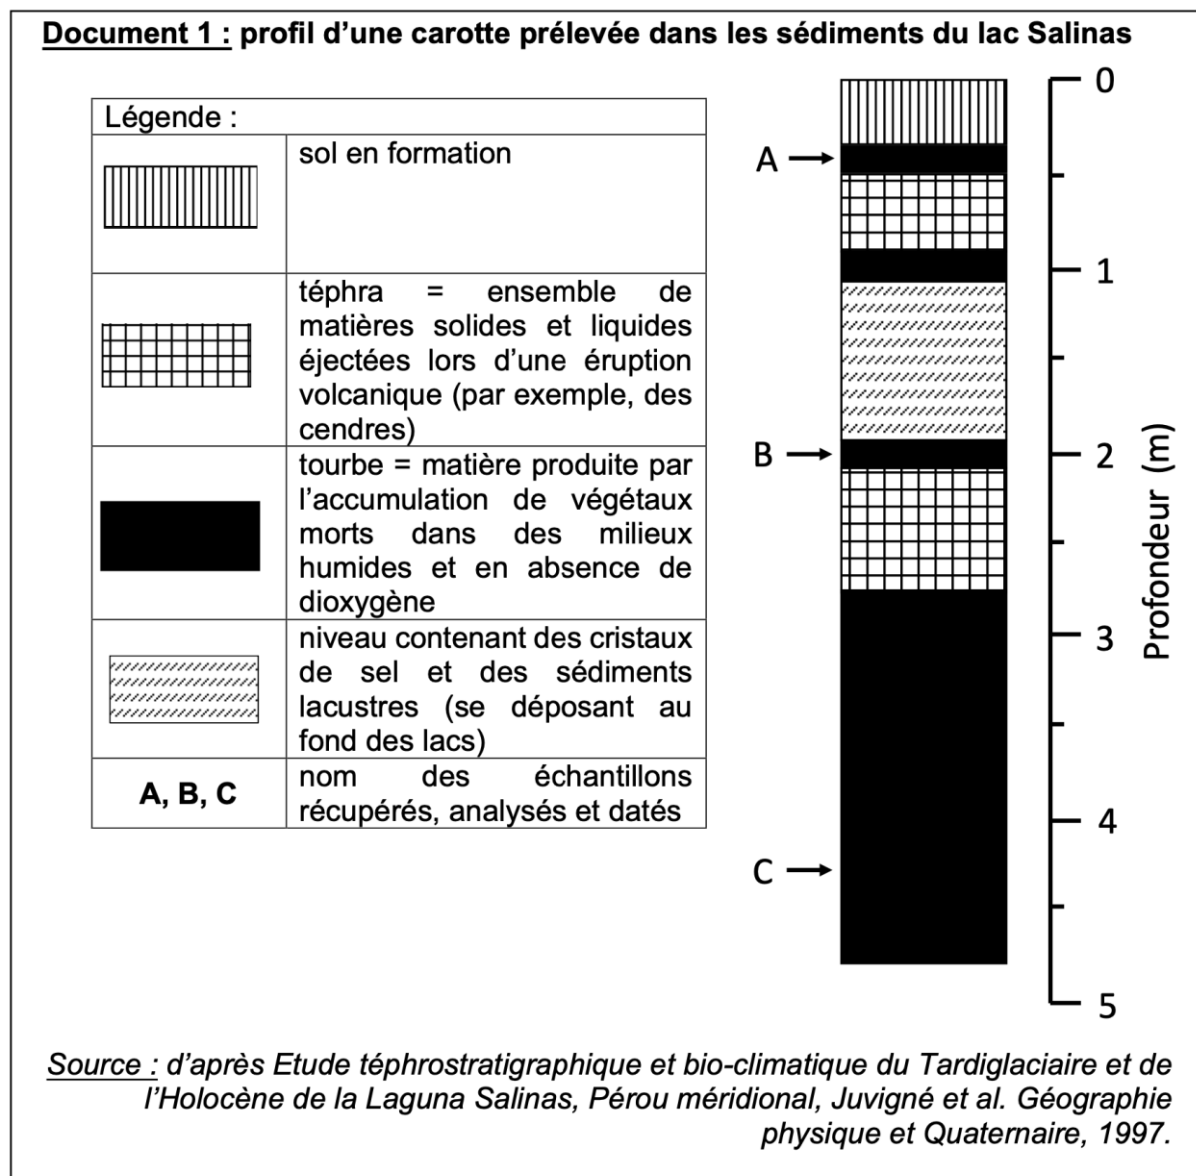 Document 1 : profil d’une carotte prélevée dans les sédiments du lac Salinas
Légende :
sol en formation
téphra = ensemble de
matières solides et liquides
éjectées lors d’une éruption
volcanique (par exemple, des
cendres)
tourbe = matière produite par
l’accumulation de végétaux
morts dans des milieux
humides et en absence de
dioxygène
niveau contenant des cristaux
de sel et des sédiments
lacustres (se déposant au
fond des lacs)
A, B, C
nom des échantillons
récupérés, analysés et datés
A
B
C
0
1
2
3
4
5
Profondeur (m)
Source : d’après Etude téphrostratigraphique et bio-climatique du Tardiglaciaire et de
l’Holocène de la Laguna Salinas, Pérou méridional, Juvigné et al. Géographie
physique et Quaternaire, 1997.